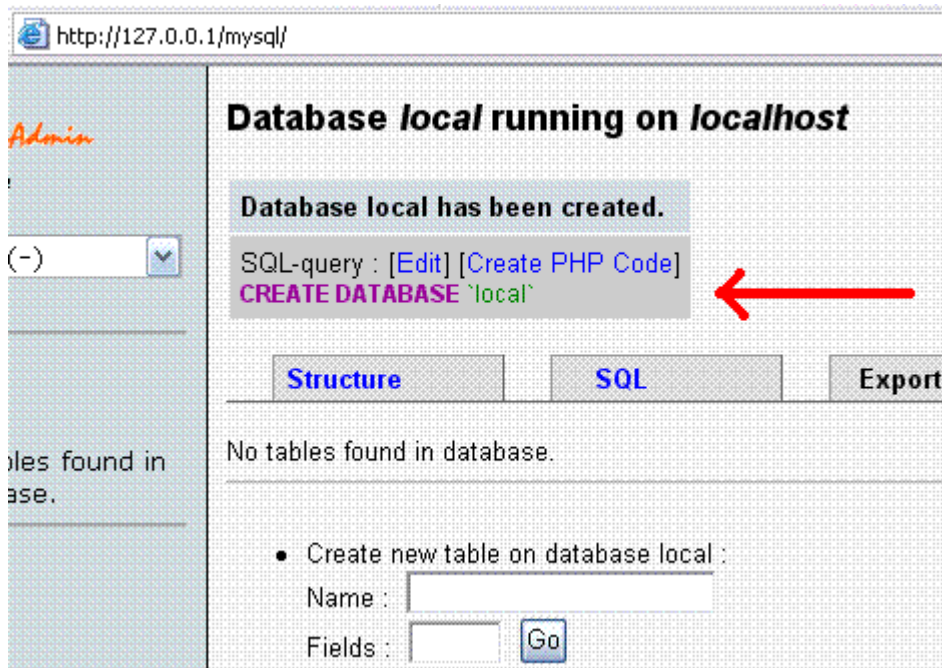 http://127.0.0.1/mysql/
Admin
(-)
bles found in
ase.
Database local running on localhost
Database local has been created.
SQL-query : [Edit] [Create PHP Code]
CREATE DATABASE `local`
Structure SQL Export
No tables found in database.
• Create new table on database local :
Name :
Fields : Go